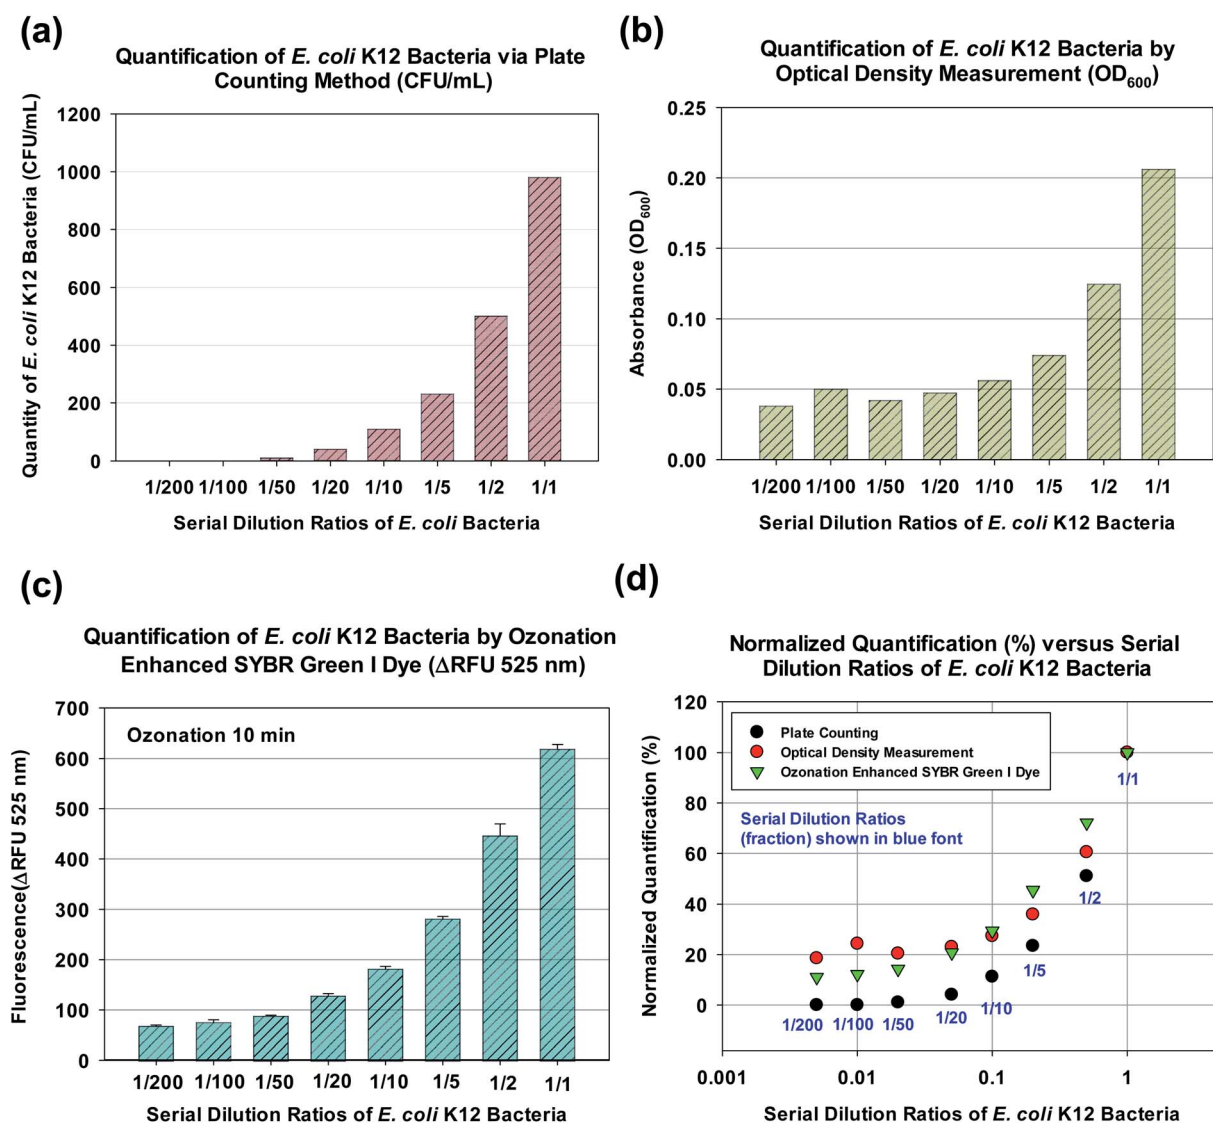 (a)
Quantification of E. coli K12 Bacteria via Plate
Counting Method (CFU/mL)
Quantity of E. coli K12 Bacteria (CFU/mL)
1200
1000
800
600
400
200
0
1/200 1/100 1/50 1/20 1/10 1/5 1/2 1/1
Serial Dilution Ratios of E. coli Bacteria
(b)
Quantification of E. coli K12 Bacteria by
Optical Density Measurement (OD600)
Absorbance (OD600)
0.25
0.20
0.15
0.10
0.05
0.00
1/200 1/100 1/50 1/20 1/10 1/5 1/2 1/1
Serial Dilution Ratios of E. coli K12 Bacteria
(c)
Quantification of E. coli K12 Bacteria by Ozonation
Enhanced SYBR Green I Dye (ΔRFU 525 nm)
Fluorescence(ΔRFU 525 nm)
700
600
500
400
300
200
100
0
Ozonation 10 min
1/200 1/100 1/50 1/20 1/10 1/5 1/2 1/1
Serial Dilution Ratios of E. coli K12 Bacteria
(d)
Normalized Quantification (%) versus Serial
Dilution Ratios of E. coli K12 Bacteria
Normalized Quantification (%)
120
100
80
60
40
20
0
Plate Counting
Optical Density Measurement
Ozonation Enhanced SYBR Green I Dye
Serial Dilution Ratios
(fraction) shown in blue font
1/1
1/2
1/5
1/10
1/20
1/50
1/100
1/200
0.001 0.01 0.1 1
Serial Dilution Ratios of E. coli K12 Bacteria